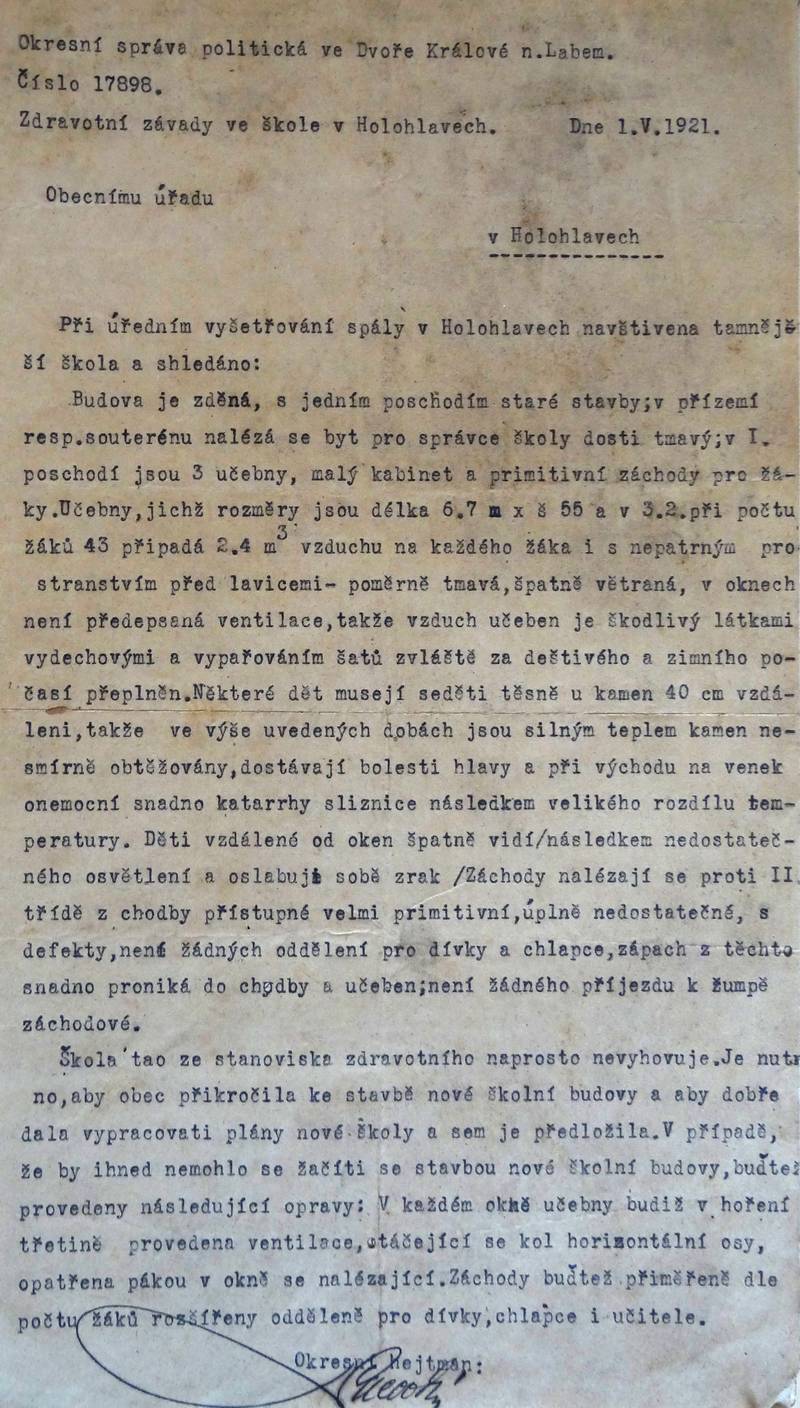 Okresní správa politická ve Dvoře Králové n.Labem.
Číslo 17898.
Zdravotní závady ve škole v Holohlavech. Dne 1.V.1921.
Obecnímu úřadu
v Holohlavech
Při úředním vyšetřování spály v Holohlavech navštívena tamnějš
ší škola a shledáno:
Budova je zděná, s jedním poschodím staré stavby;v přízemí
resp.souterénu nalézá se byt pro správce školy dosti tmavý;v I.
poschodí jsou 3 učebny, malý kabinet a primitivní záchody pro žá-
ky.Učebny,jichž rozměry jsou délka 6.7 m x š 55 a v 3.2.při počtu
žáků 43 připadá 2.4 m3 vzduchu na každého žáka i s nepatrným pro
stranstvím před lavicemi- poměrně tmavá,špatně větraná, v oknech
není předepsaná ventilace,takže vzduch učeben je škodlivý látkami
vydechovými a vypařováním šatů zvláště za deštivého a zimního po-
časí přeplněn.Některé dět musejí seděti těsně u kamen 40 cm vzdá-
leni,takže ve výše uvedených dobách jsou silným teplem kamen ne-
smírně obtěžovány,dostávají bolesti hlavy a při východu na venek
onemocní snadno katarrhy sliznice následkem velikého rozdílu tem-
peratury. Děti vzdálené od oken špatně vidí/následkem nedostateč-
ného osvětlení a oslabují sobě zrak /Záchody nalézají se proti II.
třídě z chodby přístupné velmi primitivní,úplně nedostatečné, s
defekty,není žádných oddělení pro dívky a chlapce,zápach z těchto
snadno proniká do chodby a učeben;není žádného příjezdu k žumpě
záchodové.
Škola tao ze stanoviska zdravotního naprosto nevyhovuje.Je nutn
no,aby obec přikročila ke stavbě nové školní budovy a aby dobře
dala vypracovati plány nové školy a sem je předložila.V případě,
že by ihned nemohlo se začíti se stavbou nové školní budovy,buďtež
provedeny následující opravy: V každém okně učebny budiž v hoření
třetině provedena ventilace,otáčející se kol horizontální osy,
opatřena pákou v okně se nalézající.Záchody buďtež přiměřeně dle
počtu žáků rozšířeny odděleně pro dívky,chlapce i učitele.
Okresní Hejtman: